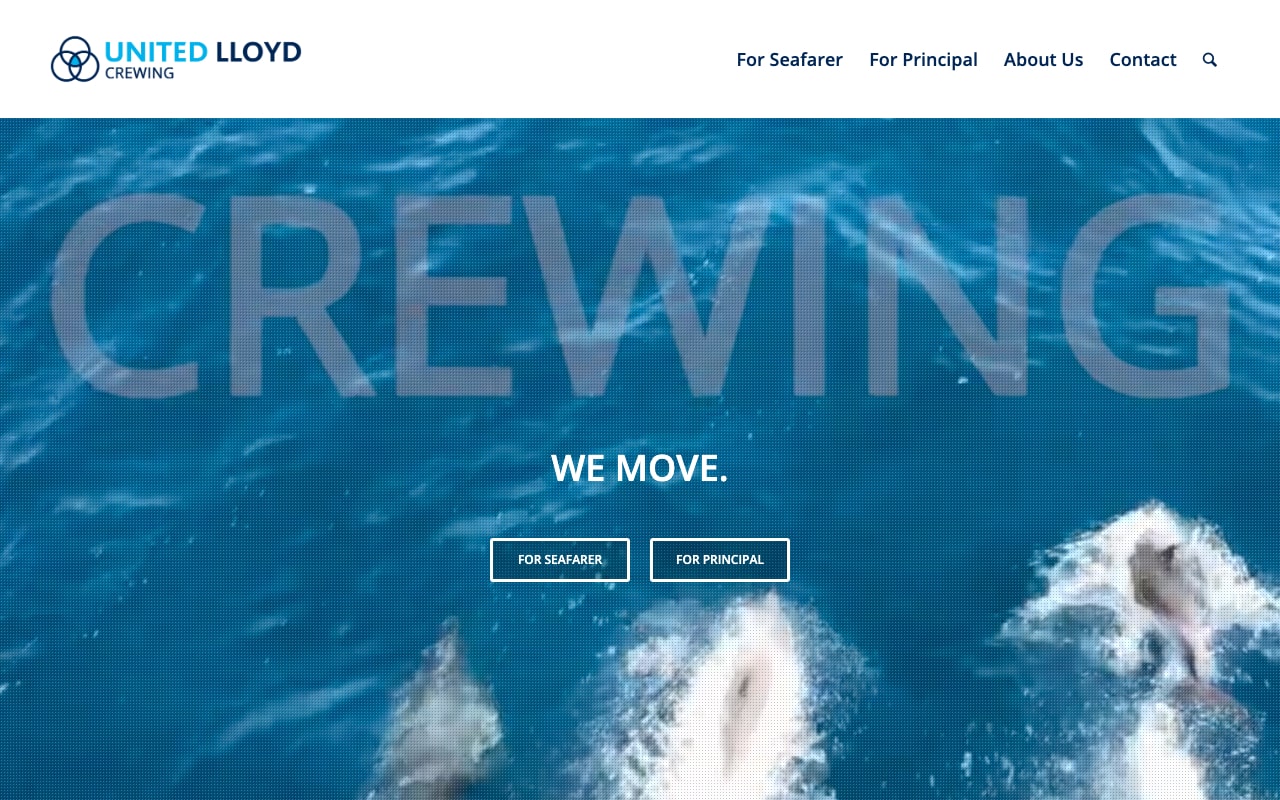 UNITED LLOYD
CREWING
For Seafarer
For Principal
About Us
Contact
CREWING
WE MOVE.
FOR SEAFARER
FOR PRINCIPAL